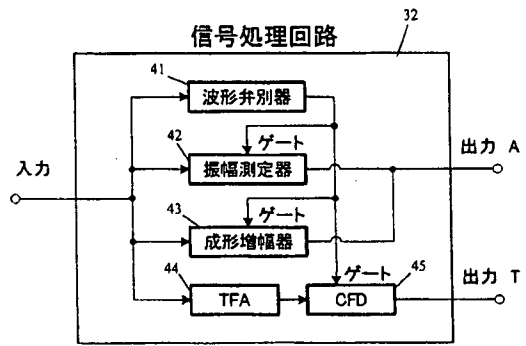 信号処理回路
32
41
波形弁別器
42
ゲート
振幅測定器
出力 A
入力
43
ゲート
成形増幅器
44
ゲート
45
出力 T
TFA
CFD